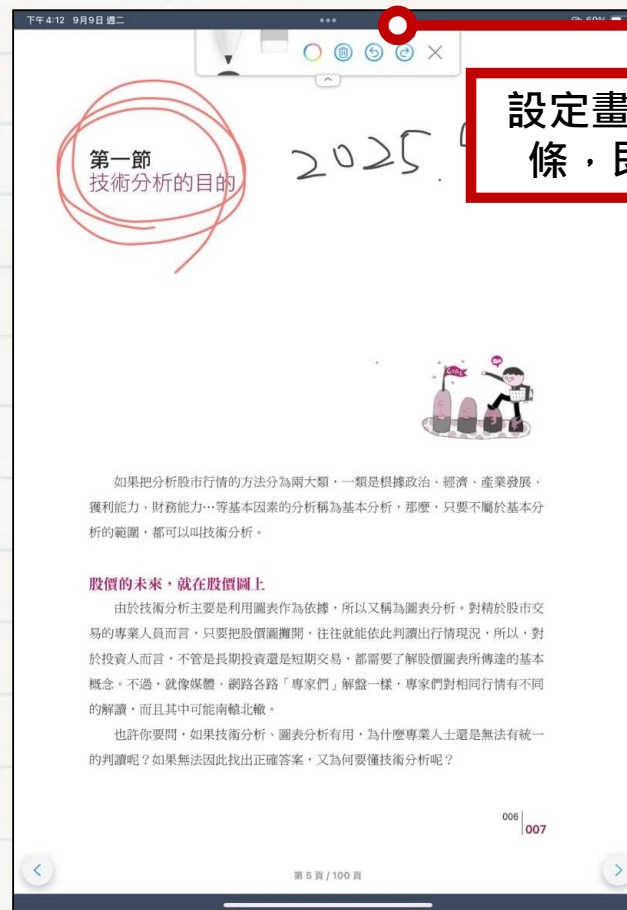 下午4:12 9月9日 週二
設定畫
條，即
第一節
技術分析的目的
2025.
如果把分析股市行情的方法分為兩大類，一類是根據政治、經濟、產業發展、
獲利能力、財務能力…等基本因素的分析稱為基本分析，那麼，只要不屬於基本分
析的範圍，都可以叫技術分析。
股價的未來，就在股價圖上
由於技術分析主要是利用圖表作為依據，所以又稱為圖表分析。對精於股市交
易的專業人員而言，只要把股價圖攤開，往往就能依此判讀出行情現況，所以，對
於投資人而言，不管是長期投資還是短期交易，都需要了解股價圖表所傳達的基本
概念。不過，就像媒體、網路各路「專家們」解盤一樣，專家們對相同行情有不同
的解讀，而且其中可能南轅北轍。
也許你要問，如果技術分析、圖表分析有用，為什麼專業人士還是無法有統一
的判讀呢？如果無法因此找出正確答案，又為何要懂技術分析呢？
006
007
第 5 頁 / 100 頁